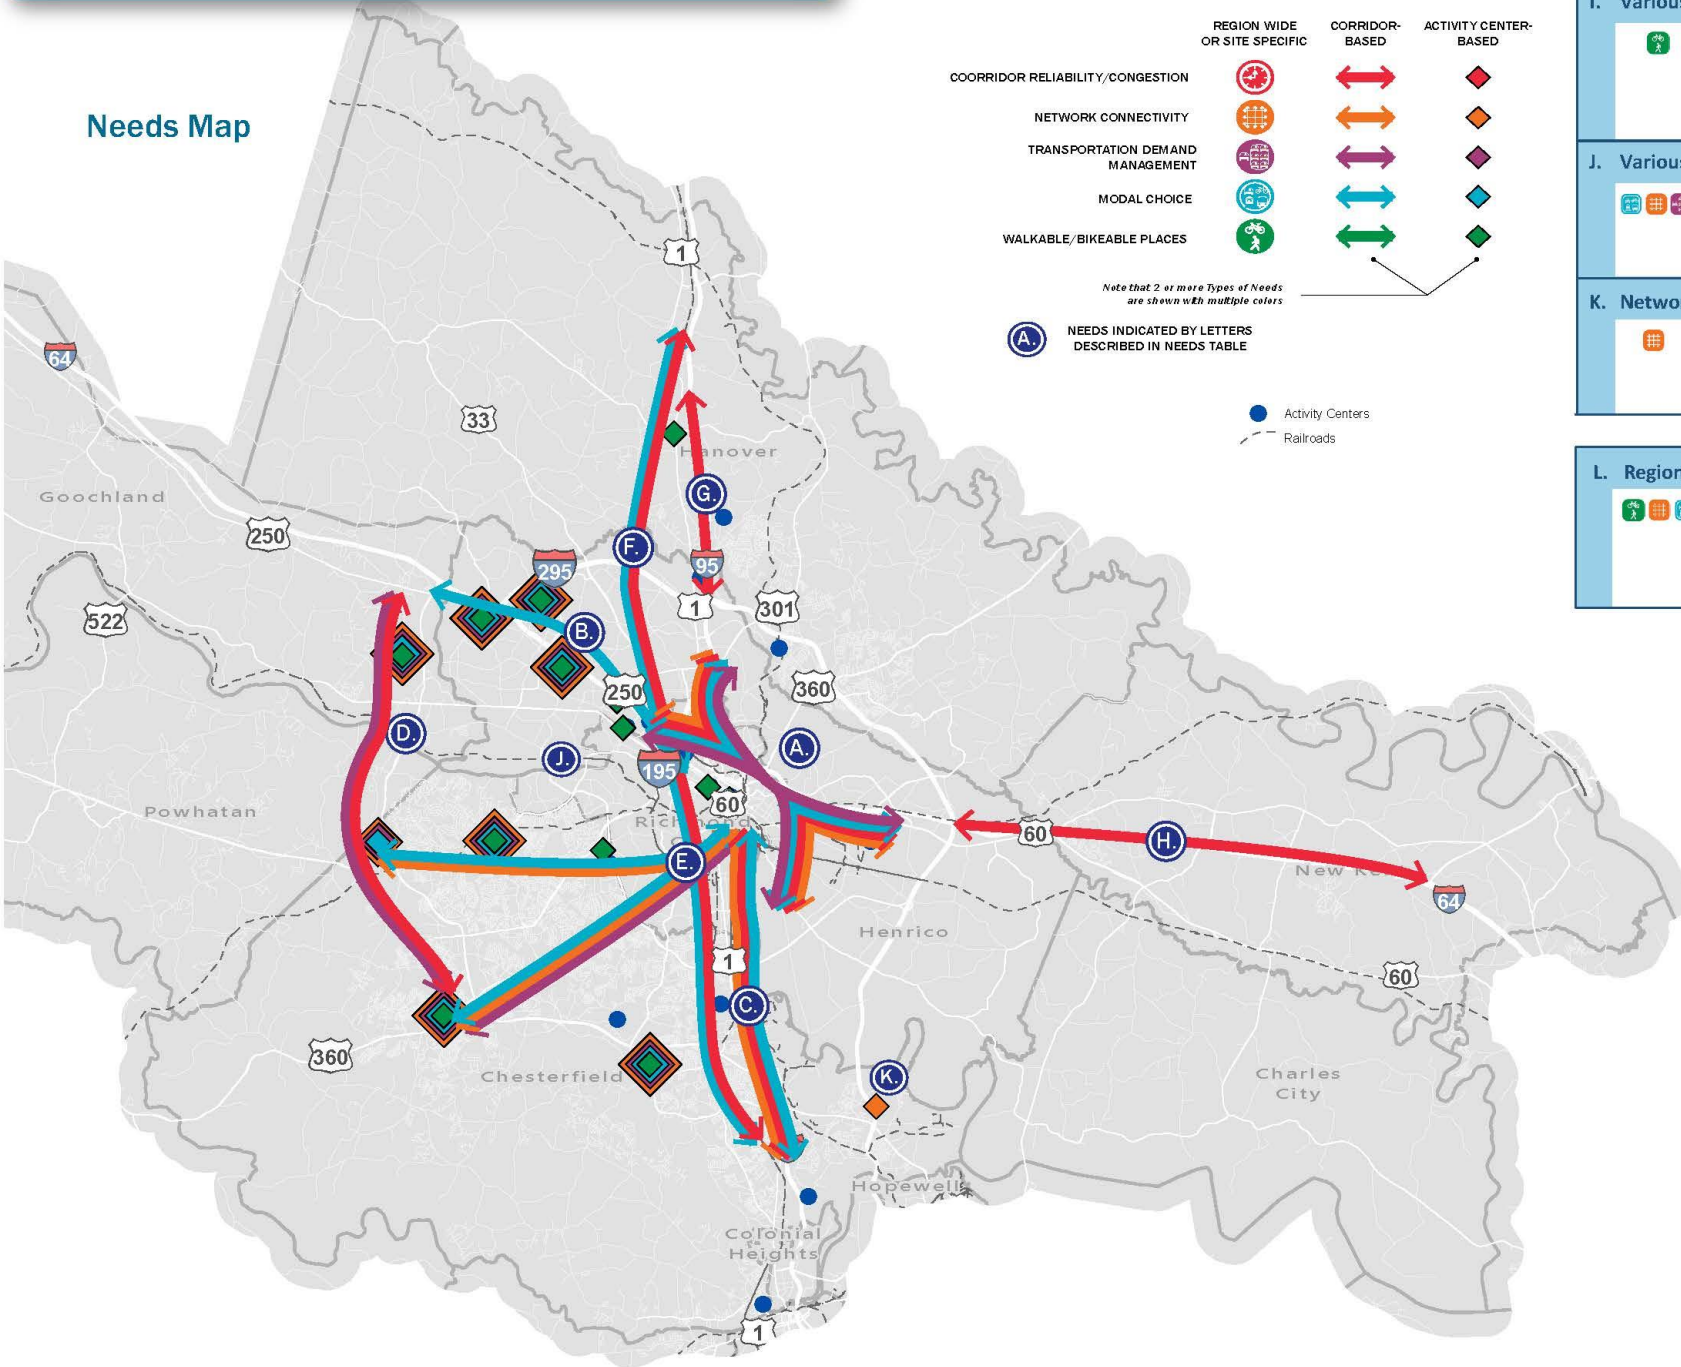 Needs Map
REGION WIDE
OR SITE SPECIFIC
CORRIDOR-
BASED
ACTIVITY CENTER-
BASED
COORRIDOR RELIABILITY/CONGESTION
NETWORK CONNECTIVITY
TRANSPORTATION DEMAND
MANAGEMENT
MODAL CHOICE
WALKABLE/BIKEABLE PLACES
Note that 2 or more Types of Needs
are shown with multiple colors
A.
NEEDS INDICATED BY LETTERS
DESCRIBED IN NEEDS TABLE
Activity Centers
Railroads
I. Various
J. Various
K. Networ
L. Region
1
64
33
Hanover
Goochland
G.
250
F.
295
95
522
1
301
B.
250
360
D.
J.
A.
195
Powhatan
60
Richmond
60
E.
H.
New Kent
64
Henrico
1
60
C.
360
Chesterfield
K.
Charles
City
Hopewell
Colonial
Heights
1